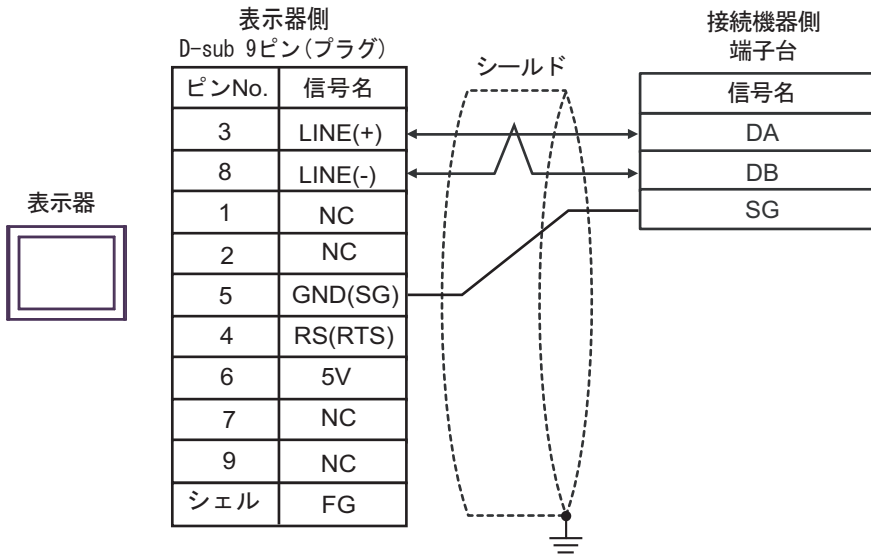 表示器側
D-sub 9ピン(プラグ)
ピンNo. 信号名
3 LINE(+)
8 LINE(-)
1 NC
2 NC
5 GND(SG)
4 RS(RTS)
6 5V
7 NC
9 NC
シェル FG
表示器
シールド
接続機器側
端子台
信号名
DA
DB
SG